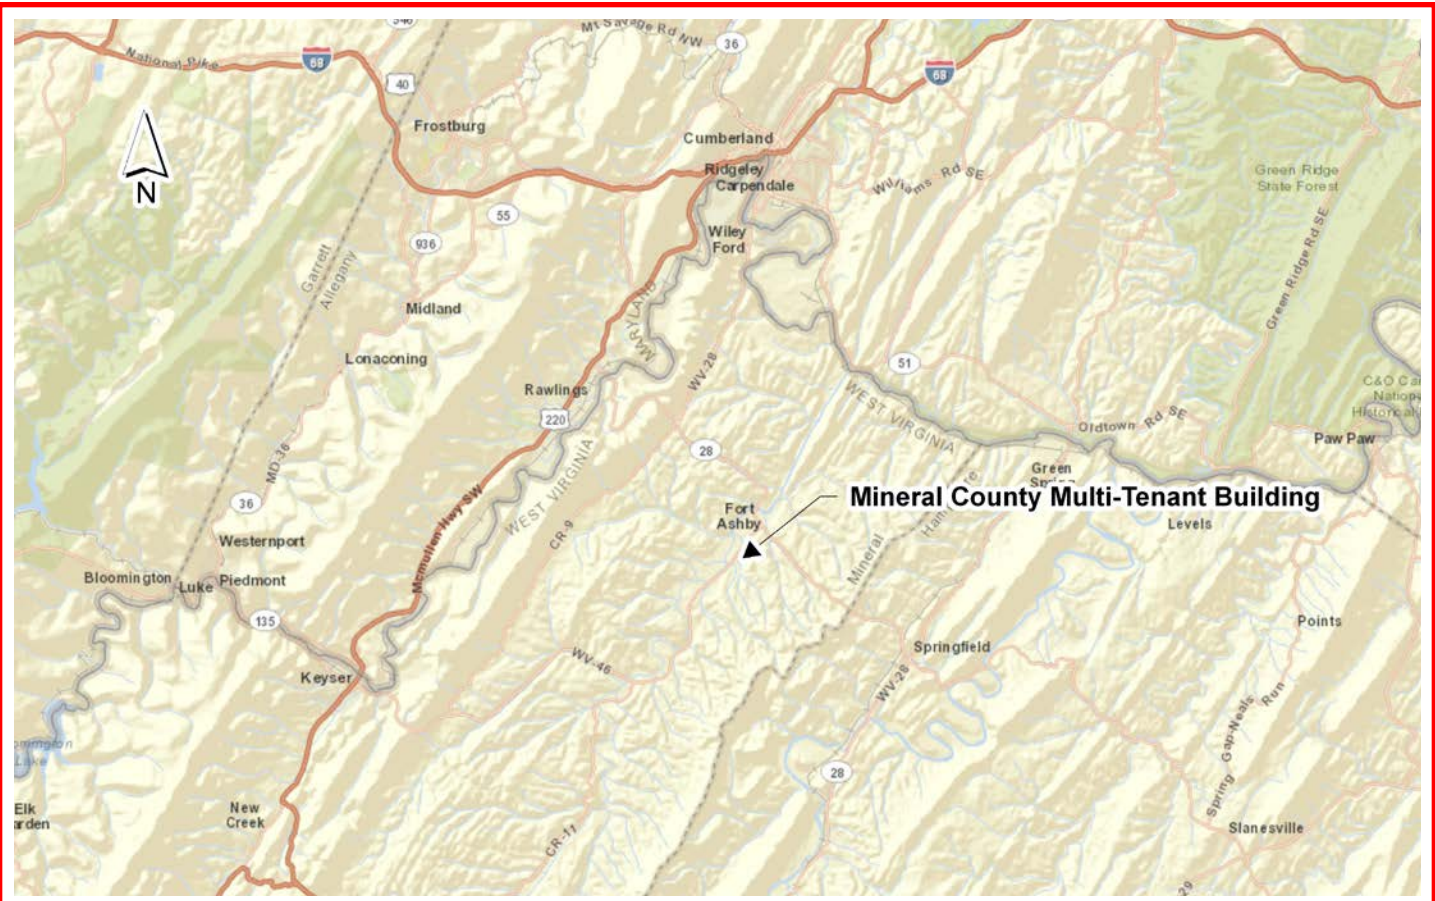 Mt Savage Rd NW
36
National Pike
68
40
68
Frostburg
Cumberland
Ridgeley
Carpendale
Williams Rd SE
Green Ridge
State Forest
N
55
936
Wiley
Ford
Garrett
Allegany
Green Ridge Rd SE
Midland
MARYLAND
Lonaconing
WV-28
51
Rawlings
220
WEST VIRGINIA
National
Oldtown Rd SE
Paw Paw
MD-36
28
WEST VIRGINIA
Green
36
Mcmullen Hwy SW
CR-9
Fort
Ashby
Mineral County Multi-Tenant Building
Levels
Westernport
Mineral
Bloomington
Luke
Piedmont
135
Points
Springfield
Keyser
WV-46
WV-28
Spring Gap-Neals Run
Lake
28
Elk
New
Creek
CR-11
Slanesville
29